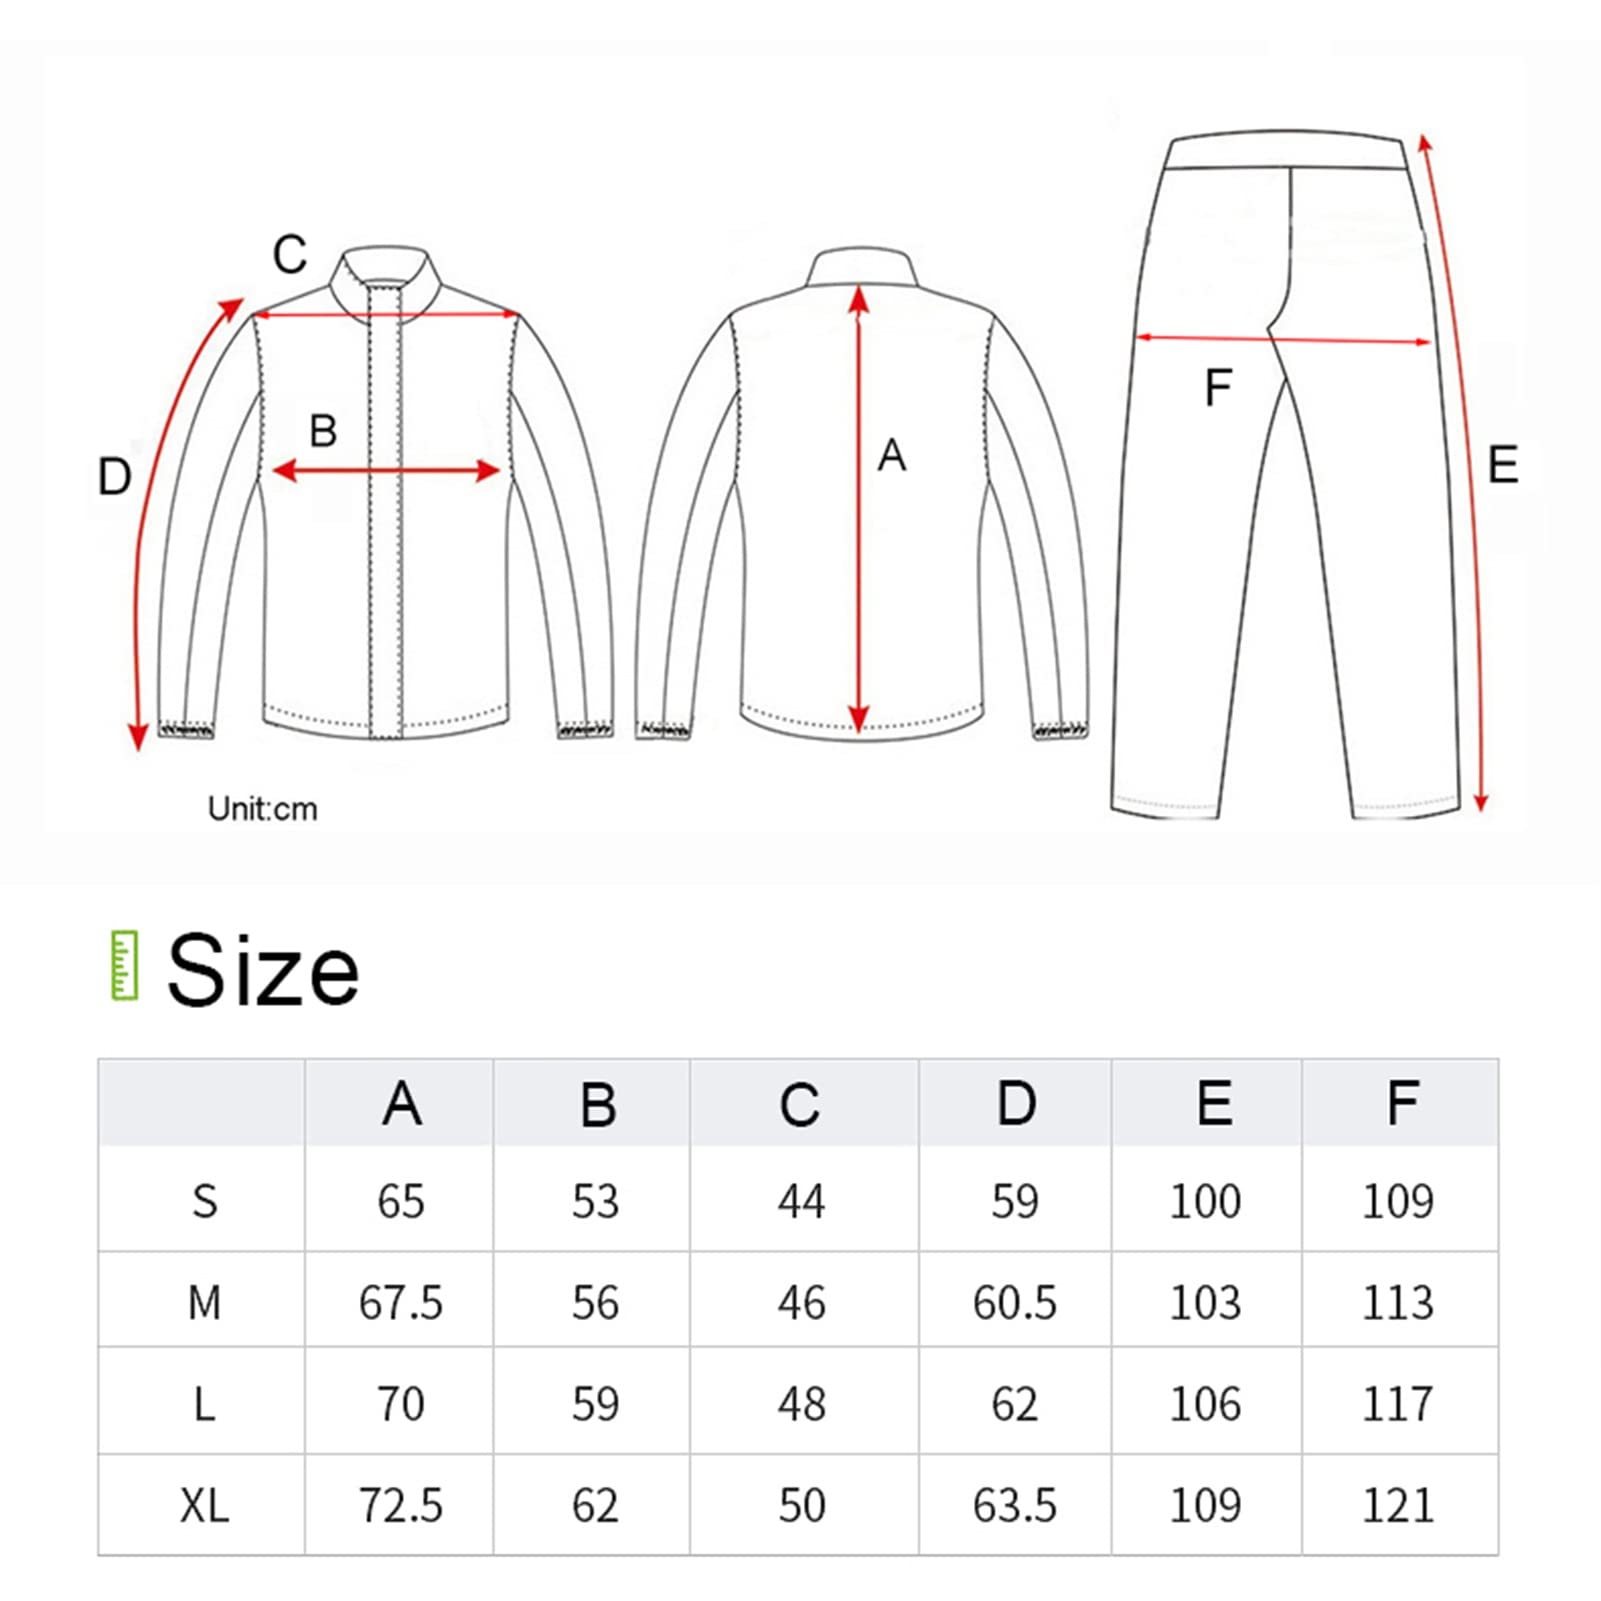 C
B
D
A
F
E
Unit:cm
Size
A B C D E F
S 65 53 44 59 100 109
M 67.5 56 46 60.5 103 113
L 70 59 48 62 106 117
XL 72.5 62 50 63.5 109 121